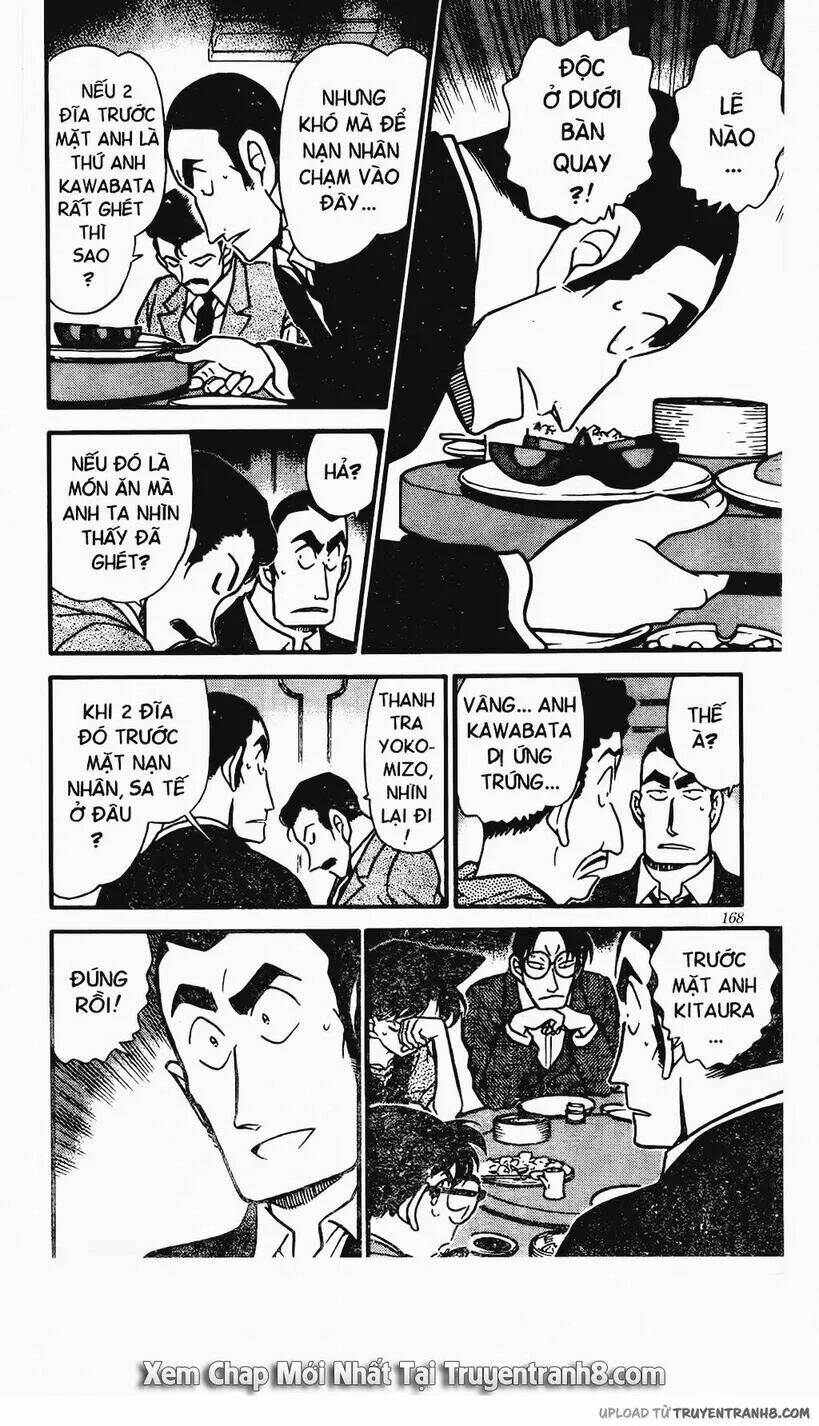 LẼ
NÀO
...
ĐỘC
Ở DƯỚI
BÀN
QUAY
?!
NHƯNG
KHÓ MÀ ĐỂ
NẠN NHÂN
CHẠM VÀO
ĐÂY...
NẾU 2
ĐĨA TRƯỚC
MẶT ANH LÀ
THỨ ANH
KAWABATA
RẤT GHÉT
THÌ
SAO
?
HẢ?
NẾU ĐÓ LÀ
MÓN ĂN MÀ
ANH TA NHÌN
THẤY ĐÃ
GHÉT?
THẾ
À?
VÂNG... ANH
KAWABATA
DỊ ỨNG
TRỨNG...
THANH
TRA
YOKO-
MIZO,
NHÌN
LẠI ĐI
!
KHI 2 ĐĨA
ĐÓ TRƯỚC
MẶT NẠN
NHÂN, SA TẾ
Ở ĐÂU
?
168
TRƯỚC
MẶT ANH
KITAURA
...
ĐÚNG
RỒI!
Xem Chap Mới Nhất Tại Truyentranh8.com
UPLOAD TỪ TRUYENTRANH8.COM